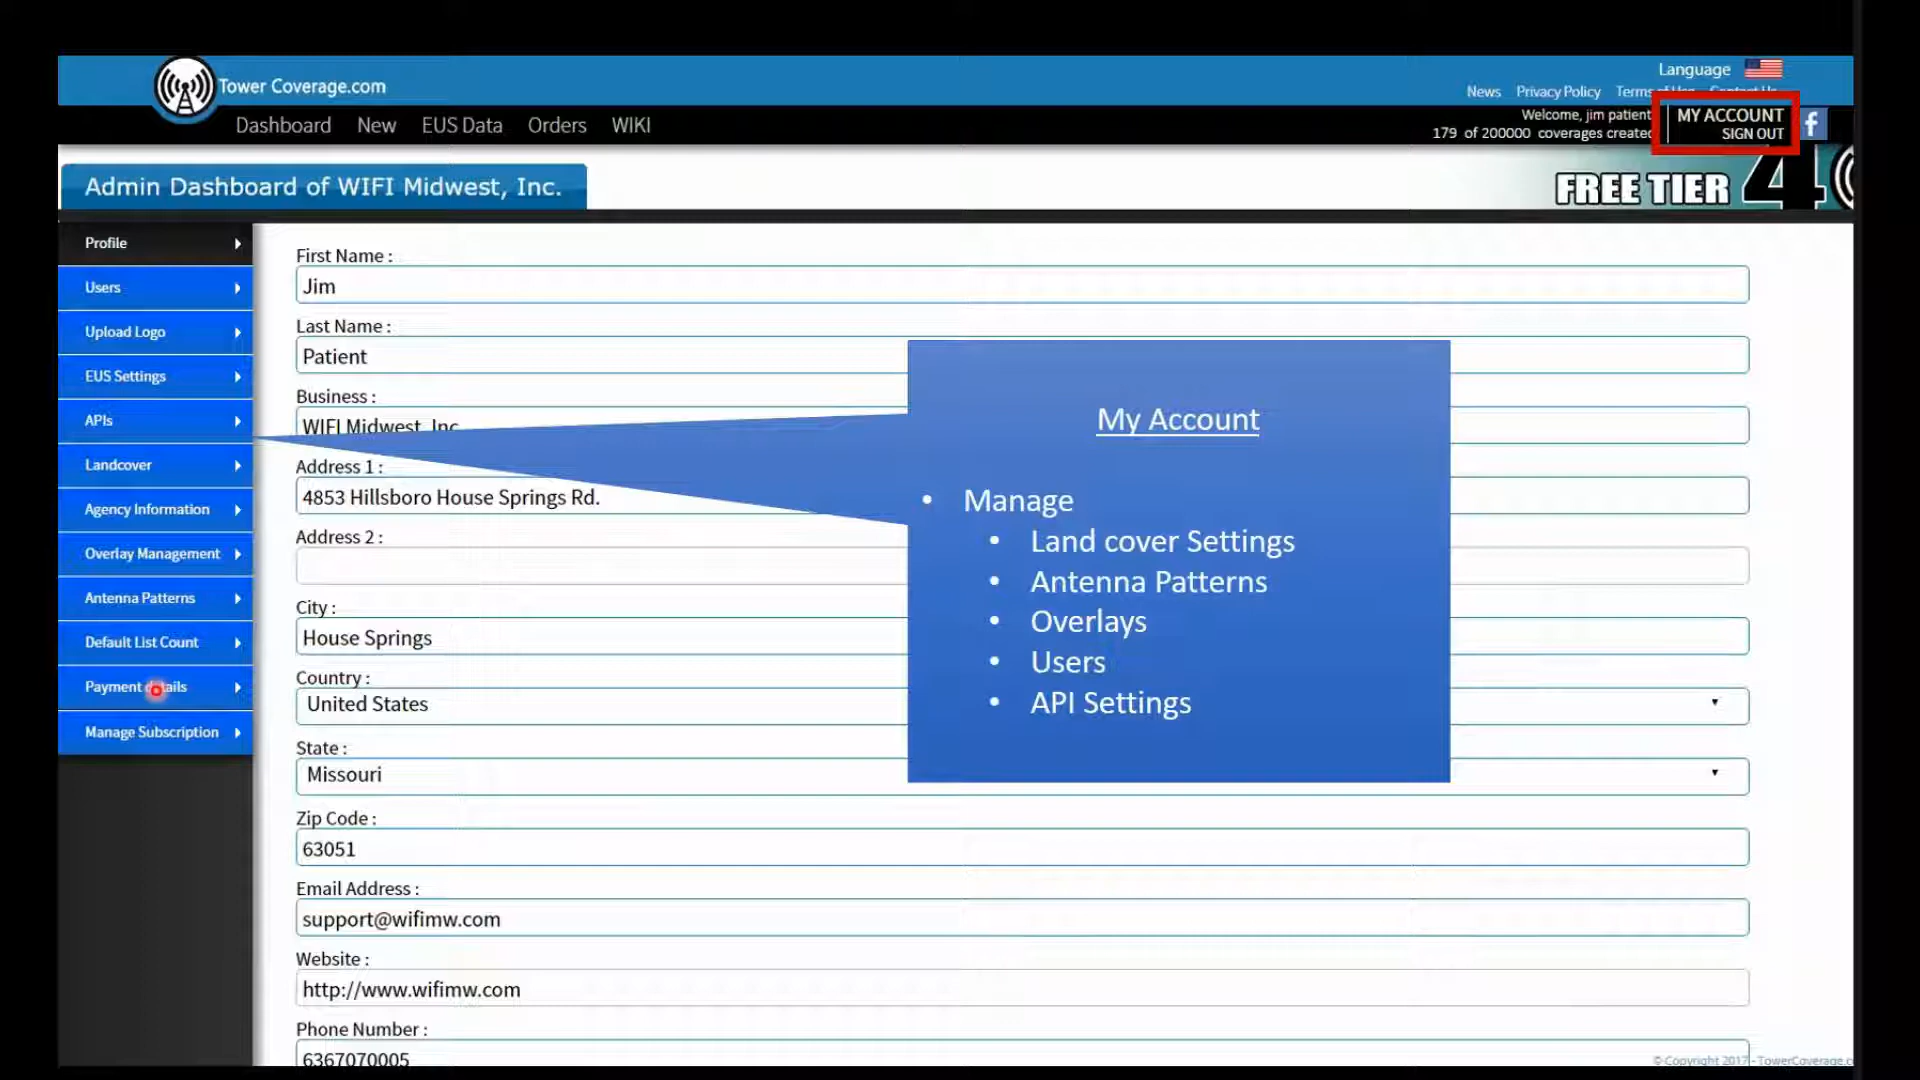 Tower Coverage.com
Language
News Privacy Policy Terms
Dashboard New EUS Data Orders WIKI
Welcome, jim patient
179 of 200000 coverages created
MY ACCOUNT
SIGN OUT
f
Admin Dashboard of WIFI Midwest, Inc.
FREE TIER 4
Profile
Users
Upload Logo
EUS Settings
APIs
Landcover
Agency Information
Overlay Management
Antenna Patterns
Default List Count
Payment
Manage Subscription
First Name :
Jim
Last Name :
Patient
Business :
WIFI Midwest, Inc
Address 1 :
4853 Hillsboro House Springs Rd.
Address 2 :
City :
House Springs
Country :
United States
State :
Missouri
Zip Code :
63051
Email Address :
support@wifimw.com
Website :
http://www.wifimw.com
Phone Number :
6367070005
My Account
• Manage
• Land cover Settings
• Antenna Patterns
• Overlays
• Users
• API Settings
© Copyright 2017 - TowerCoverage.c